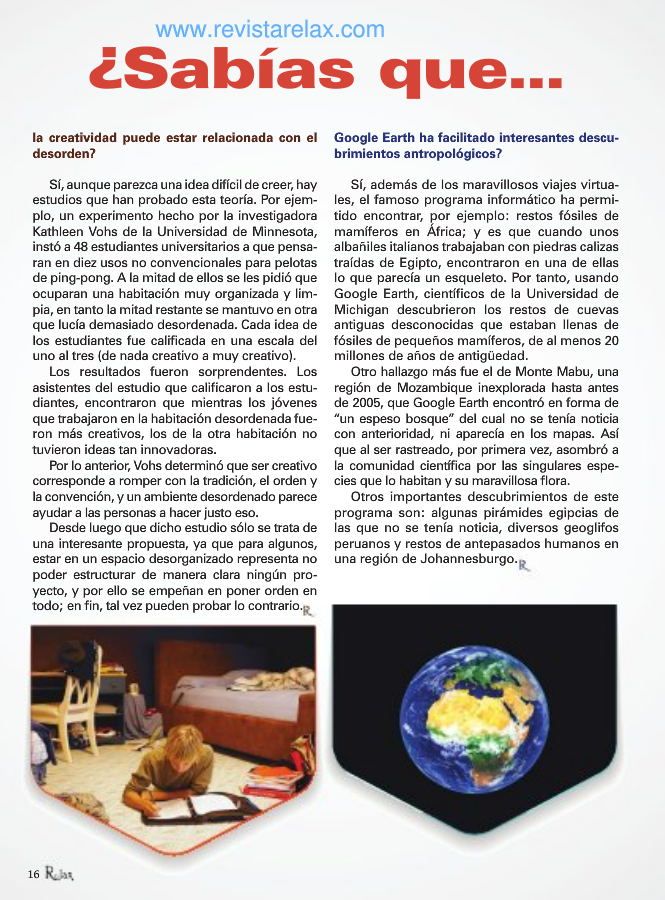 www.revistarelax.com
¿Sabías que...
la creatividad puede estar relacionada con el
desorden?
Sí, aunque parezca una idea difícil de creer, hay
estudios que han probado esta teoría. Por ejem-
plo, un experimento hecho por la investigadora
Kathleen Vohs de la Universidad de Minnesota,
instó a 48 estudiantes universitarios a que pensa-
ran en diez usos no convencionales para pelotas
de ping-pong. A la mitad de ellos se les pidió que
ocuparan una habitación muy organizada y lim-
pia, en tanto la mitad restante se mantuvo en otra
que lucía demasiado desordenada. Cada idea de
los estudiantes fue calificada en una escala del
uno al tres (de nada creativo a muy creativo).
Los resultados fueron sorprendentes. Los
asistentes del estudio que calificaron a los estu-
diantes, encontraron que mientras los jóvenes
que trabajaron en la habitación desordenada fue-
ron más creativos, los de la otra habitación no
tuvieron ideas tan innovadoras.
Por lo anterior, Vohs determinó que ser creativo
corresponde a romper con la tradición, el orden y
la convención, y un ambiente desordenado parece
ayudar a las personas a hacer justo eso.
Desde luego que dicho estudio sólo se trata de
una interesante propuesta, ya que para algunos,
estar en un espacio desorganizado representa no
poder estructurar de manera clara ningún pro-
yecto, y por ello se empeñan en poner orden en
todo; en fin, tal vez pueden probar lo contrario.
R
Google Earth ha facilitado interesantes descu-
brimientos antropológicos?
Sí, además de los maravillosos viajes virtua-
les, el famoso programa informático ha permi-
tido encontrar, por ejemplo: restos fósiles de
mamíferos en África; y es que cuando unos
albañiles italianos trabajaban con piedras calizas
traídas de Egipto, encontraron en una de ellas
lo que parecía un esqueleto. Por tanto, usando
Google Earth, científicos de la Universidad de
Michigan descubrieron los restos de cuevas
antiguas desconocidas que estaban llenas de
fósiles de pequeños mamíferos, de al menos 20
millones de años de antigüedad.
Otro hallazgo más fue el de Monte Mabu, una
región de Mozambique inexplorada hasta antes
de 2005, que Google Earth encontró en forma de
“un espeso bosque” del cual no se tenía noticia
con anterioridad, ni aparecía en los mapas. Así
que al ser rastreado, por primera vez, asombró a
la comunidad científica por las singulares espe-
cies que lo habitan y su maravillosa flora.
Otros importantes descubrimientos de este
programa son: algunas pirámides egipcias de
las que no se tenía noticia, diversos geoglifos
peruanos y restos de antepasados humanos en
una región de Johannesburgo.
R
16 Relax